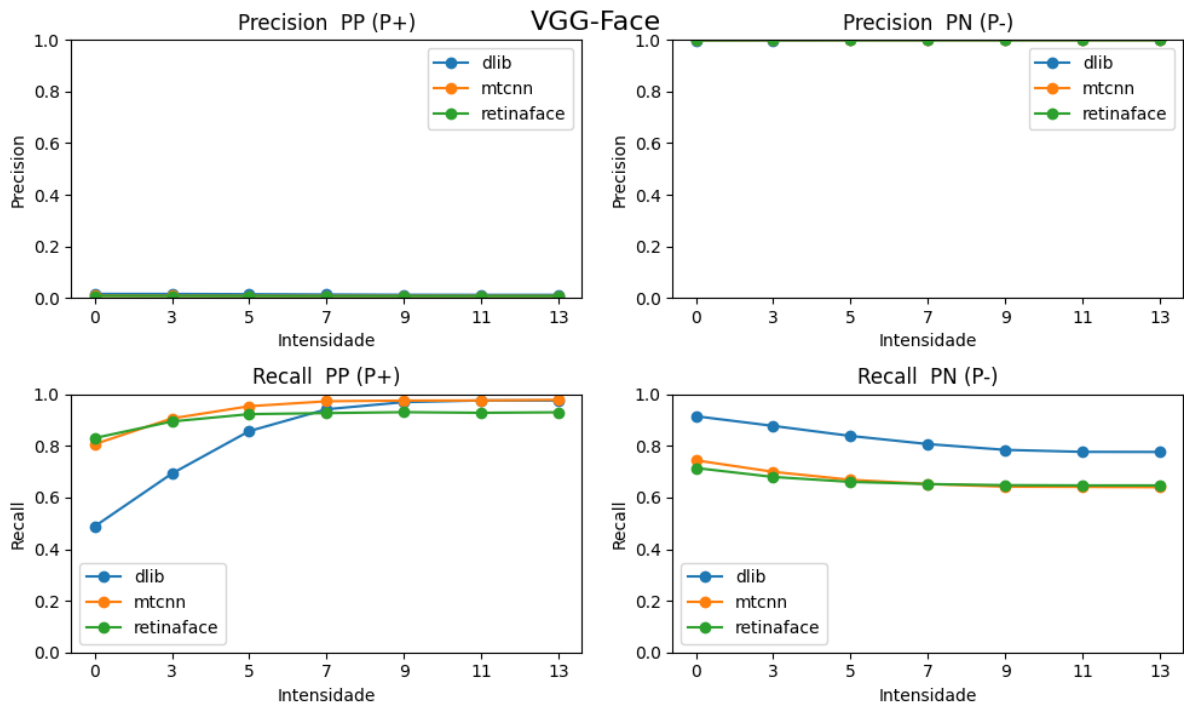 VGG-Face
Precision PP (P+)
1.0
0.8
0.6
0.4
0.2
0.0
Precision
dlib
mtcnn
retinaface
0 3 5 7 9 11 13
Intensidade
Precision PN (P-)
1.0
0.8
0.6
0.4
0.2
0.0
Precision
dlib
mtcnn
retinaface
0 3 5 7 9 11 13
Intensidade
Recall PP (P+)
1.0
0.8
0.6
0.4
0.2
0.0
Recall
dlib
mtcnn
retinaface
0 3 5 7 9 11 13
Intensidade
Recall PN (P-)
1.0
0.8
0.6
0.4
0.2
0.0
Recall
dlib
mtcnn
retinaface
0 3 5 7 9 11 13
Intensidade